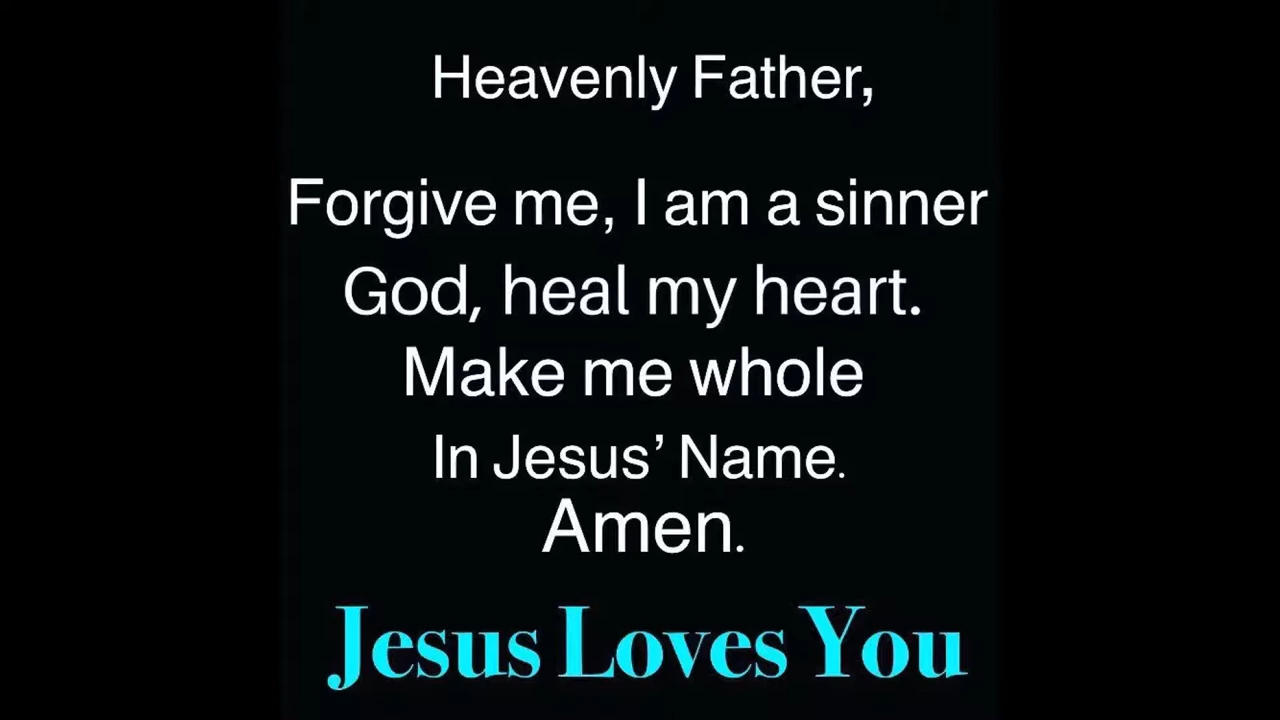 Heavenly Father,
Forgive me, I am a sinner
God, heal my heart.
Make me whole
In Jesus’ Name.
Amen.
Jesus Loves You